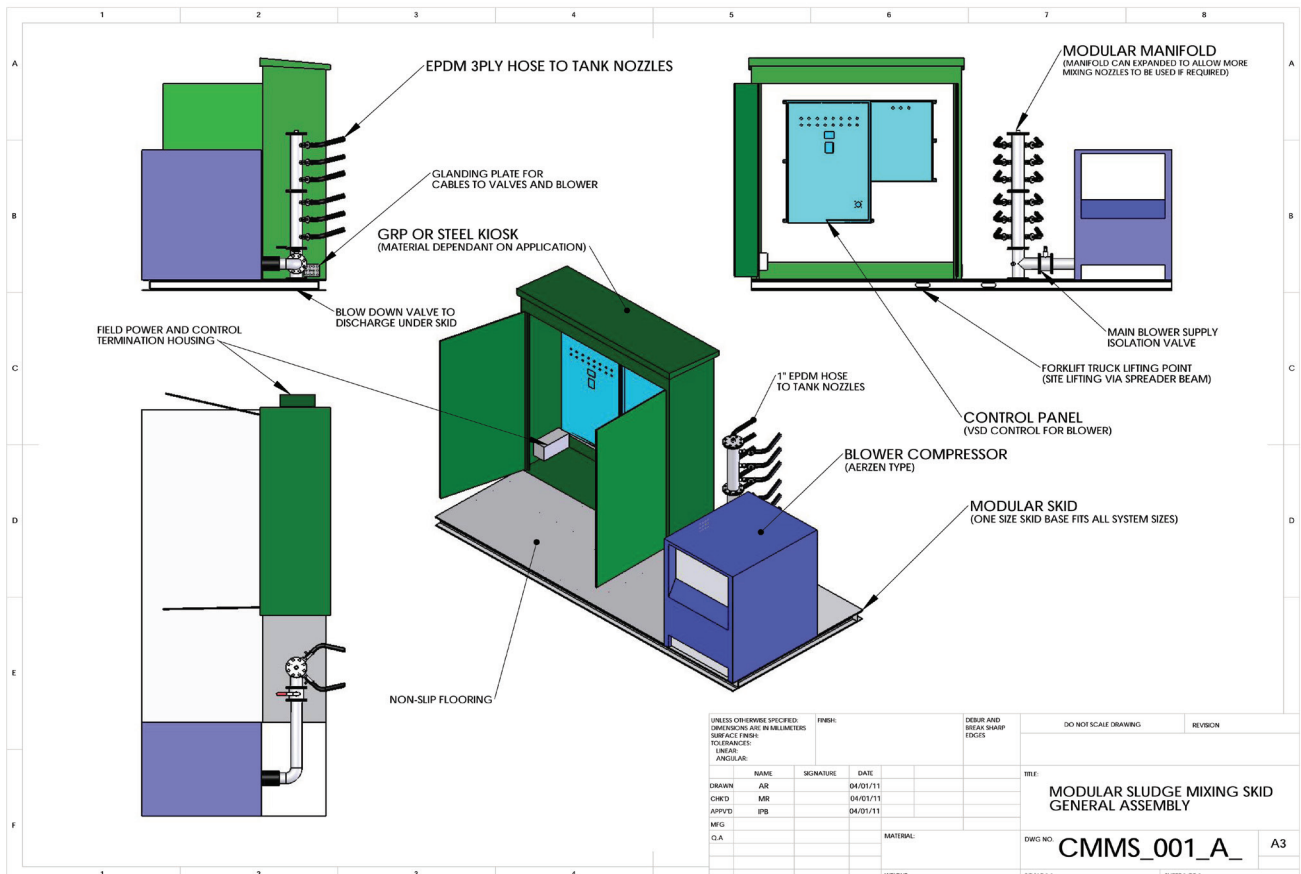 1 2 3 4 5 6 7 8
A
A
EPDM 3PLY HOSE TO TANK NOZZLES
MODULAR MANIFOLD
(MANIFOLD CAN EXPANDED TO ALLOW MORE
MIXING NOZZLES TO BE USED IF REQUIRED)
GLANDING PLATE FOR
CABLES TO VALVES AND BLOWER
B
B
GRP OR STEEL KIOSK
(MATERIAL DEPENDANT ON APPLICATION)
BLOW DOWN VALVE TO
DISCHARGE UNDER SKID
FIELD POWER AND CONTROL
TERMINATION HOUSING
MAIN BLOWER SUPPLY
ISOLATION VALVE
C
C
FORKLIFT TRUCK LIFTING POINT
(SITE LIFTING VIA SPREADER BEAM)
1" EPDM HOSE
TO TANK NOZZLES
CONTROL PANEL
(VSD CONTROL FOR BLOWER)
BLOWER COMPRESSOR
(AERZEN TYPE)
MODULAR SKID
(ONE SIZE SKID BASE FITS ALL SYSTEM SIZES)
D
D
E
NON-SLIP FLOORING
F
UNLESS OTHERWISE SPECIFIED:
DIMENSIONS ARE IN MILLIMETERS
SURFACE FINISH:
TOLERANCES:
LINEAR:
ANGULAR:
FINISH:
DEBUR AND
BREAK SHARP
EDGES
DO NOT SCALE DRAWING
REVISION
NAME SIGNATURE DATE
DRAWN AR 04/01/11
CHK'D MR 04/01/11
APPV'D IPB 04/01/11
MFG
Q.A
MATERIAL:
TITLE:
MODULAR SLUDGE MIXING SKID
GENERAL ASSEMBLY
DWG NO.
CMMS_001_A_
A3